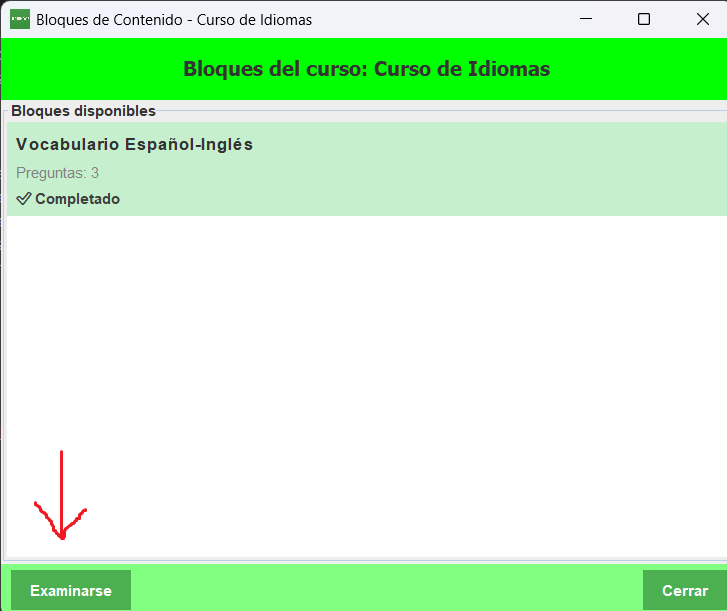 Bloques de Contenido - Curso de Idiomas
Bloques del curso: Curso de Idiomas
Bloques disponibles
Vocabulario Español-Inglés
Preguntas: 3
Completado
Examinarse
Cerrar